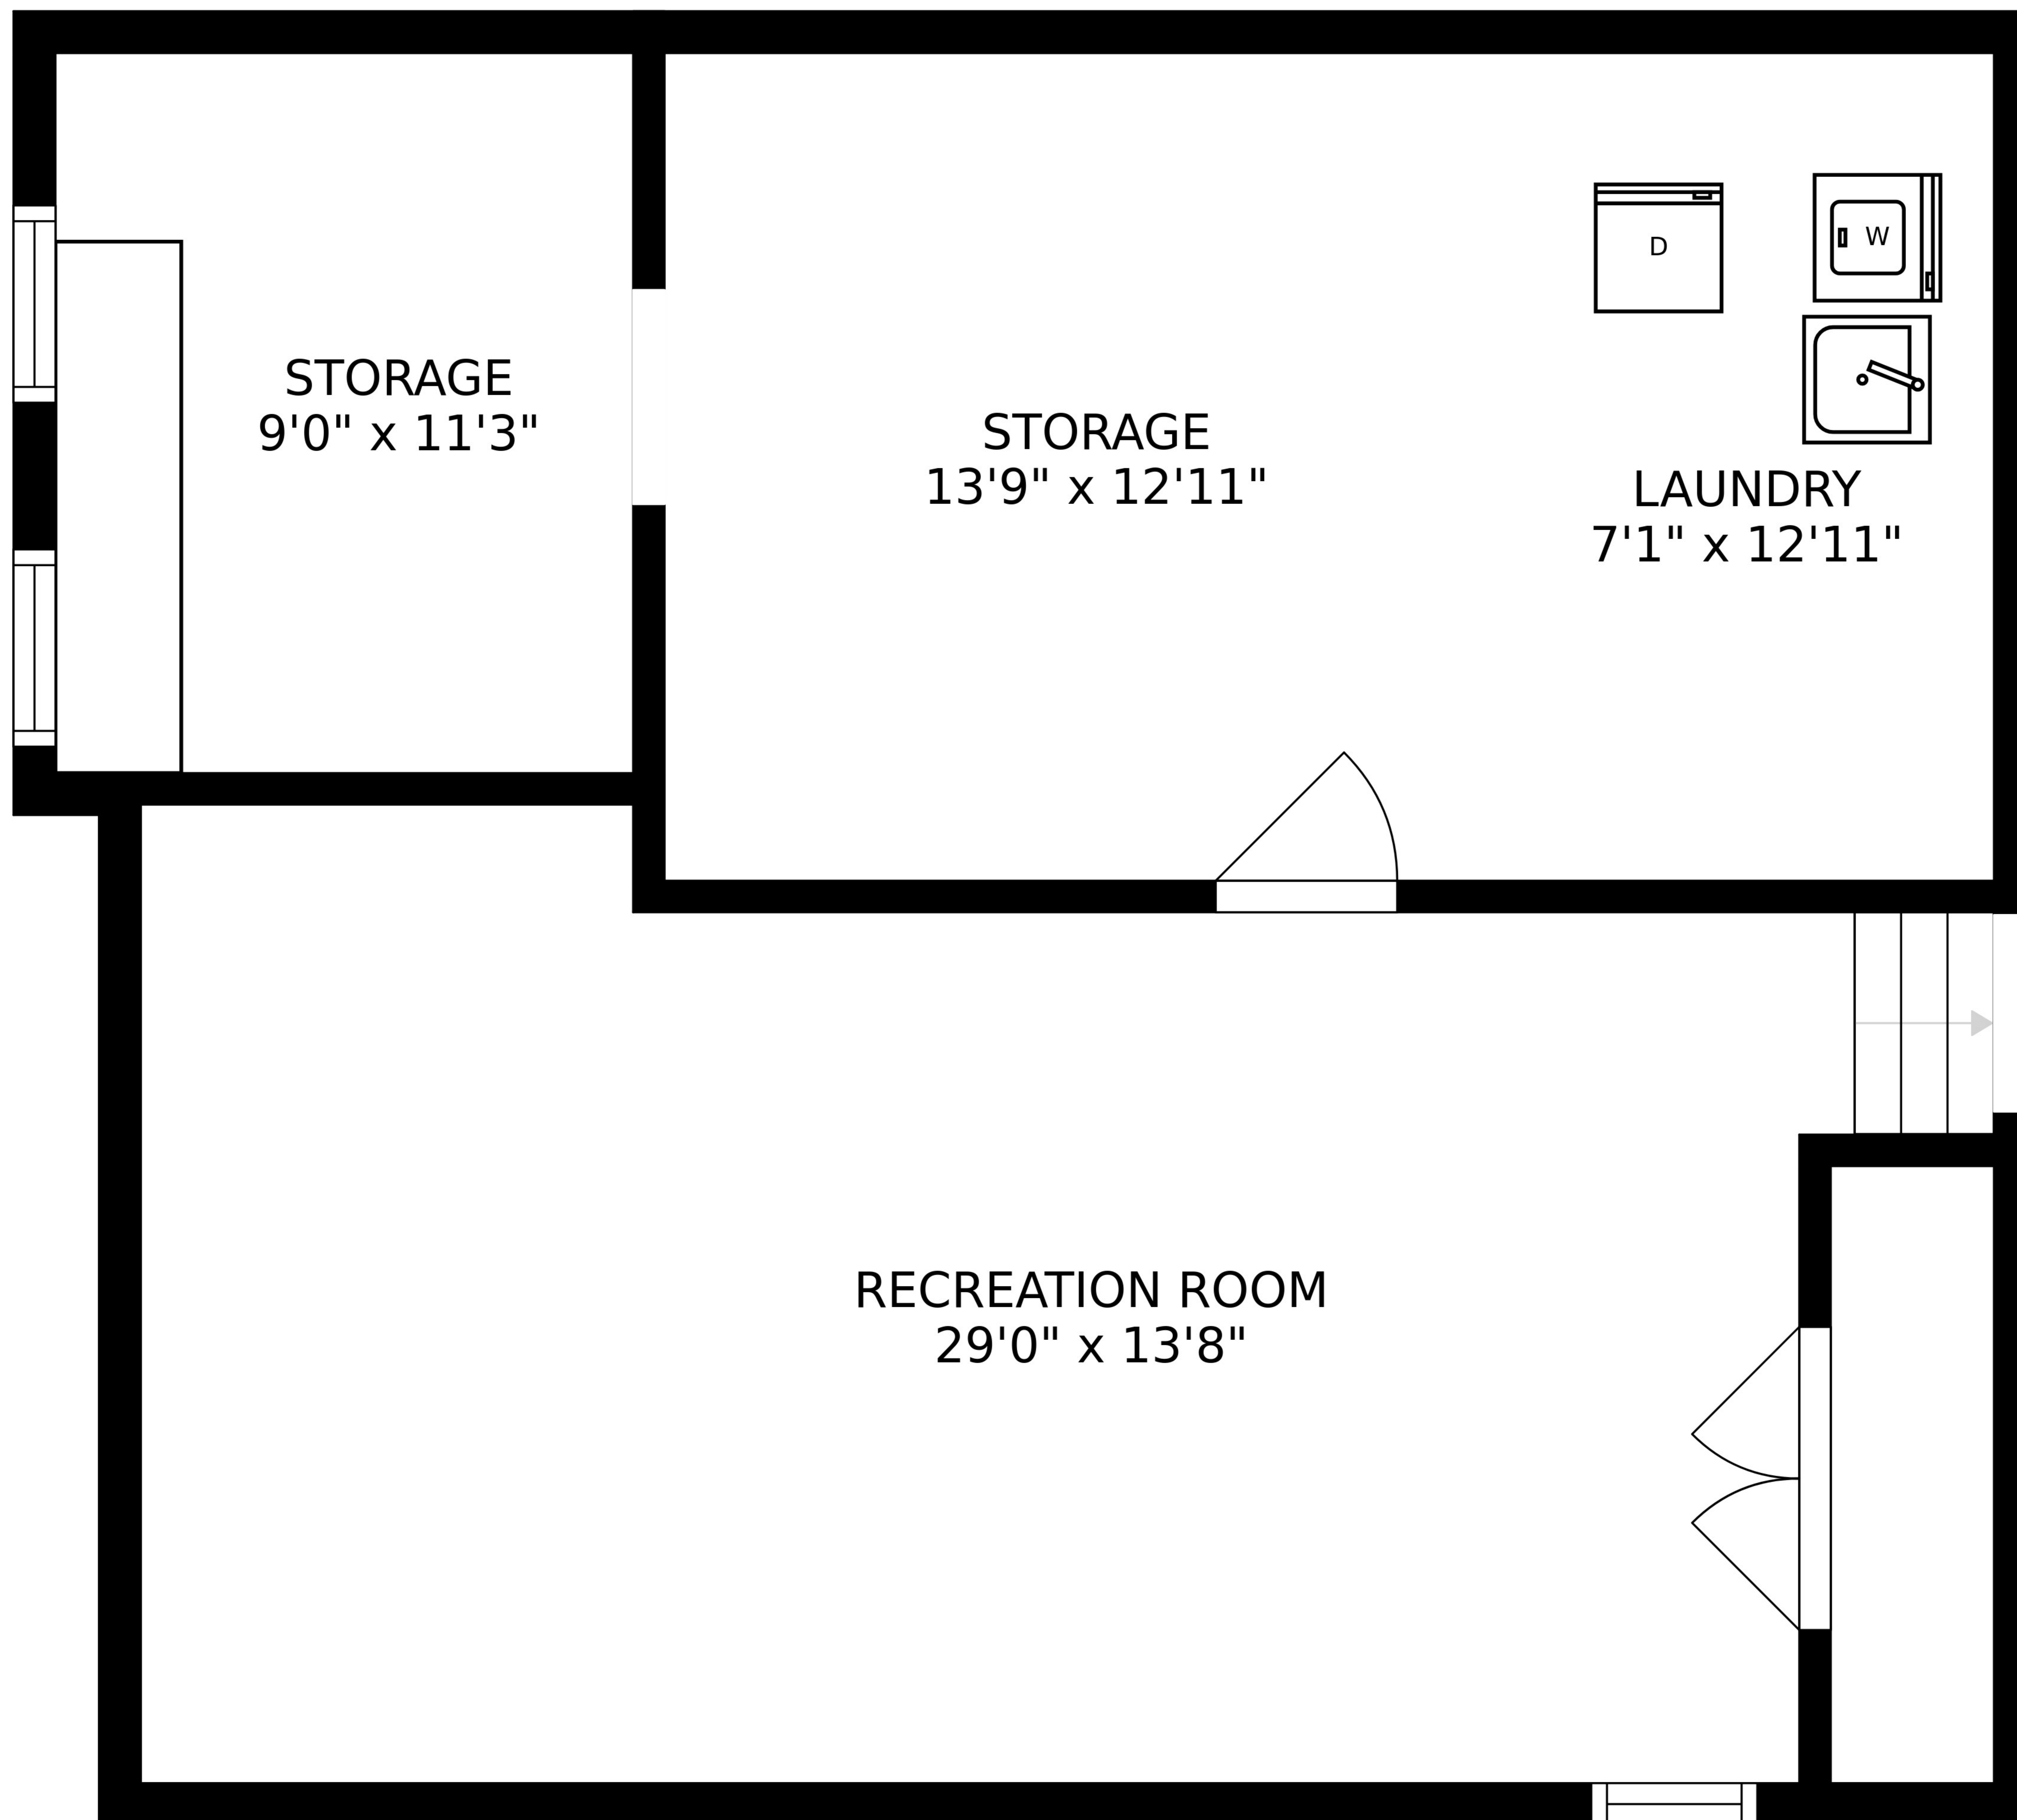 STORAGE
9'0" x 11'3"
STORAGE
13'9" x 12'11"
D
W
LAUNDRY
7'1" x 12'11"
RECREATION ROOM
29'0" x 13'8"